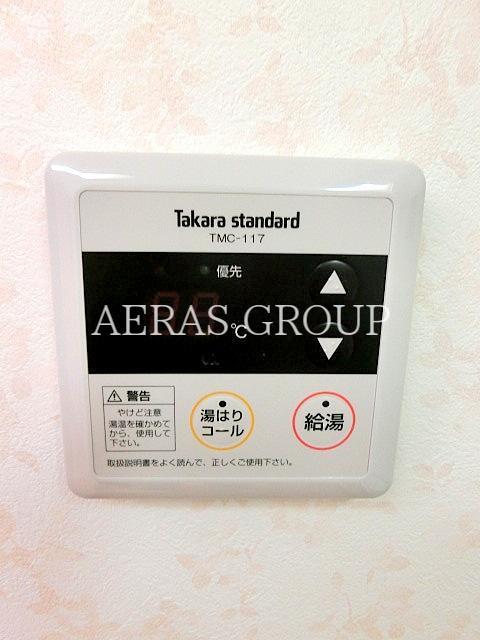 Takara standard
TMC-117
優先
AERAS GROUP
℃
⚠ 警告
やけど注意
湯温を確かめて
から、使用して
下さい。
湯はり
コール
給湯
取扱説明書をよく読んで、正しくご使用下さい。